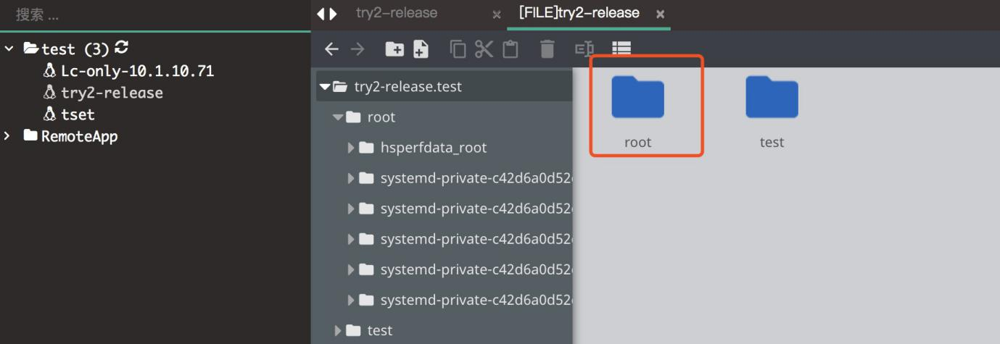 搜索 ...
test (3)
Lc-only-10.1.10.71
try2-release
tset
RemoteApp
try2-release
[FILE]try2-release
try2-release.test
root
hsperfdata_root
systemd-private-c42d6a0d52
systemd-private-c42d6a0d52
systemd-private-c42d6a0d52
systemd-private-c42d6a0d52
systemd-private-c42d6a0d52
test
root
test